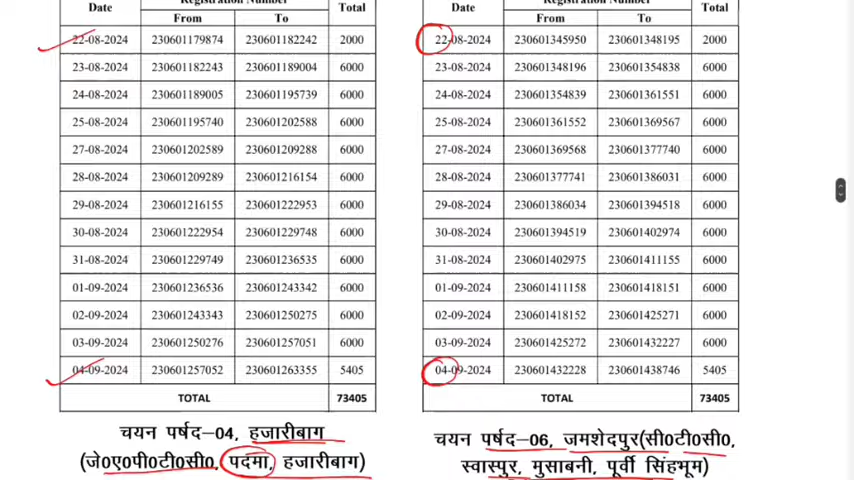 Registration Number
Date Total
From To
22-08-2024 230601179874 230601182242 2000
23-08-2024 230601182243 230601189004 6000
24-08-2024 230601189005 230601195739 6000
25-08-2024 230601195740 230601202588 6000
27-08-2024 230601202589 230601209288 6000
28-08-2024 230601209289 230601216154 6000
29-08-2024 230601216155 230601222953 6000
30-08-2024 230601222954 230601229748 6000
31-08-2024 230601229749 230601236535 6000
01-09-2024 230601236536 230601243342 6000
02-09-2024 230601243343 230601250275 6000
03-09-2024 230601250276 230601257051 6000
04-09-2024 230601257052 230601263355 5405
TOTAL 73405
चयन पर्षद-04, हजारीबाग
(जे०ए०पी०टी०सी०, पदमा, हजारीबाग)
Registration Number
Date Total
From To
22-08-2024 230601345950 230601348195 2000
23-08-2024 230601348196 230601354838 6000
24-08-2024 230601354839 230601361551 6000
25-08-2024 230601361552 230601369567 6000
27-08-2024 230601369568 230601377740 6000
28-08-2024 230601377741 230601386031 6000
29-08-2024 230601386034 230601394518 6000
30-08-2024 230601394519 230601402974 6000
31-08-2024 230601402975 230601411155 6000
01-09-2024 230601411158 230601418151 6000
02-09-2024 230601418152 230601425271 6000
03-09-2024 230601425272 230601432227 6000
04-09-2024 230601432228 230601438746 5405
TOTAL 73405
चयन पर्षद-06, जमशेदपुर(सी०टी०सी०,
स्वासपुर, मुसाबनी, पूर्वी सिंहभूम)